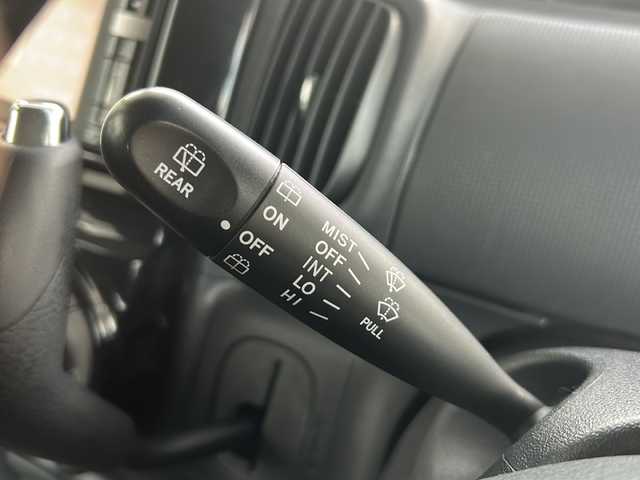 REAR
ON
OFF
MIST
OFF
INT
LO
HI
PULL